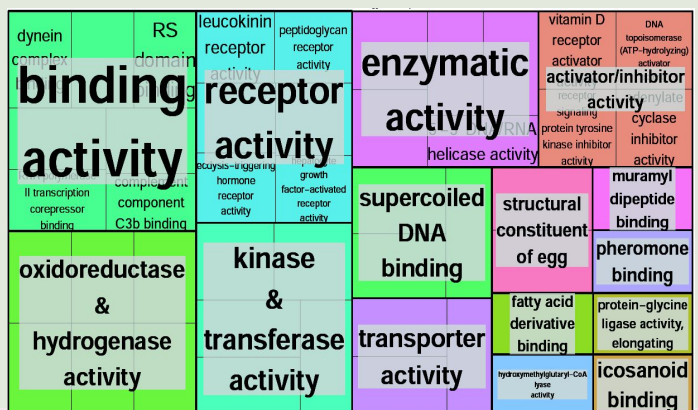 dynein
complex
RS
domain
binding
binding
activity
II transcription
corepressor
binding
complement
component
C3b binding
leucokinin
receptor
activity
peptidoglycan
receptor
activity
receptor
activity
ecdysis-triggering
hormone
receptor
activity
growth
factor-activated
receptor
activity
enzymatic
activity
DNA/RNA
helicase activity
vitamin D
receptor
activator
DNA
topoisomerase
(ATP-hydrolyzing)
activator
activator/inhibitor
activity
receptor
signaling
protein tyrosine
kinase inhibitor
activity
adenylate
cyclase
inhibitor
activity
oxidoreductase
&
hydrogenase
activity
kinase
&
transferase
activity
supercoiled
DNA
binding
structural
constituent
of egg
muramyl
dipeptide
binding
pheromone
binding
transporter
activity
fatty acid
derivative
binding
protein-glycine
ligase activity,
elongating
hydroxymethylglutaryl-CoA
lyase
activity
icosanoid
binding